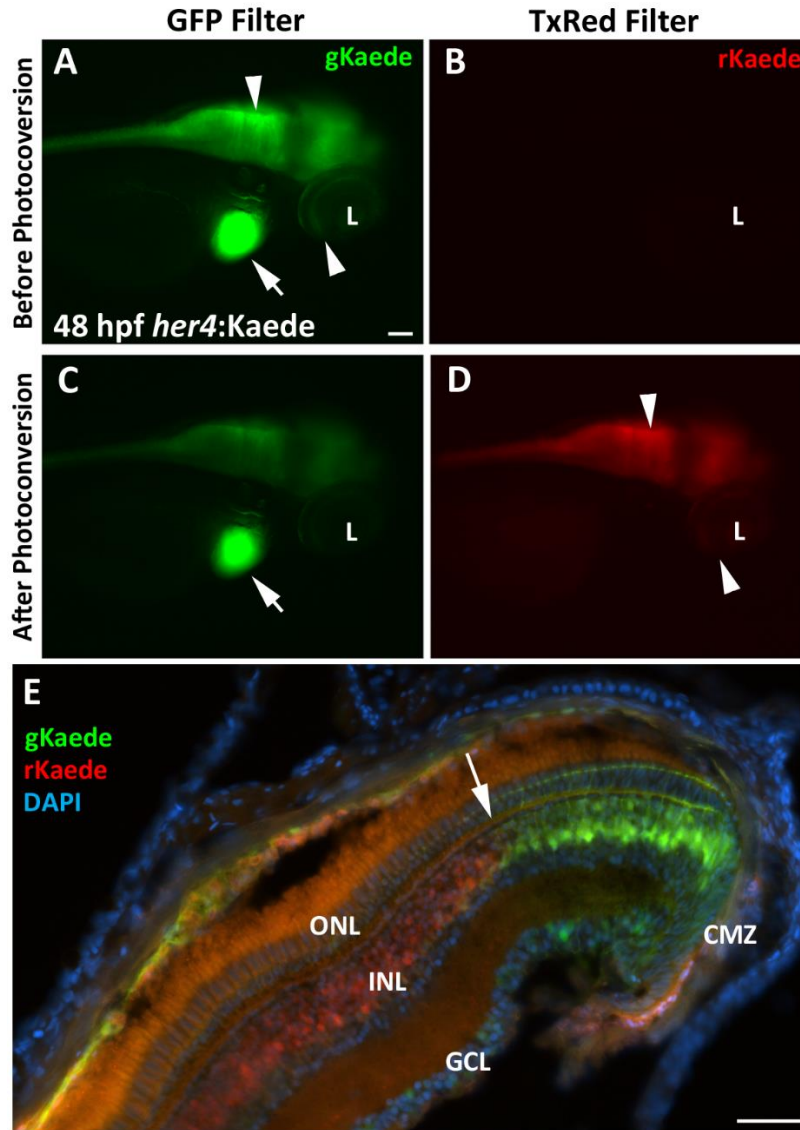 GFP Filter
TxRed Filter
Before Photocoversion
A
gKaede
L
48 hpf her4:Kaede
B
rKaede
L
After Photoconversion
C
L
D
L
E
gKaede
rKaede
DAPI
ONL
INL
GCL
CMZ